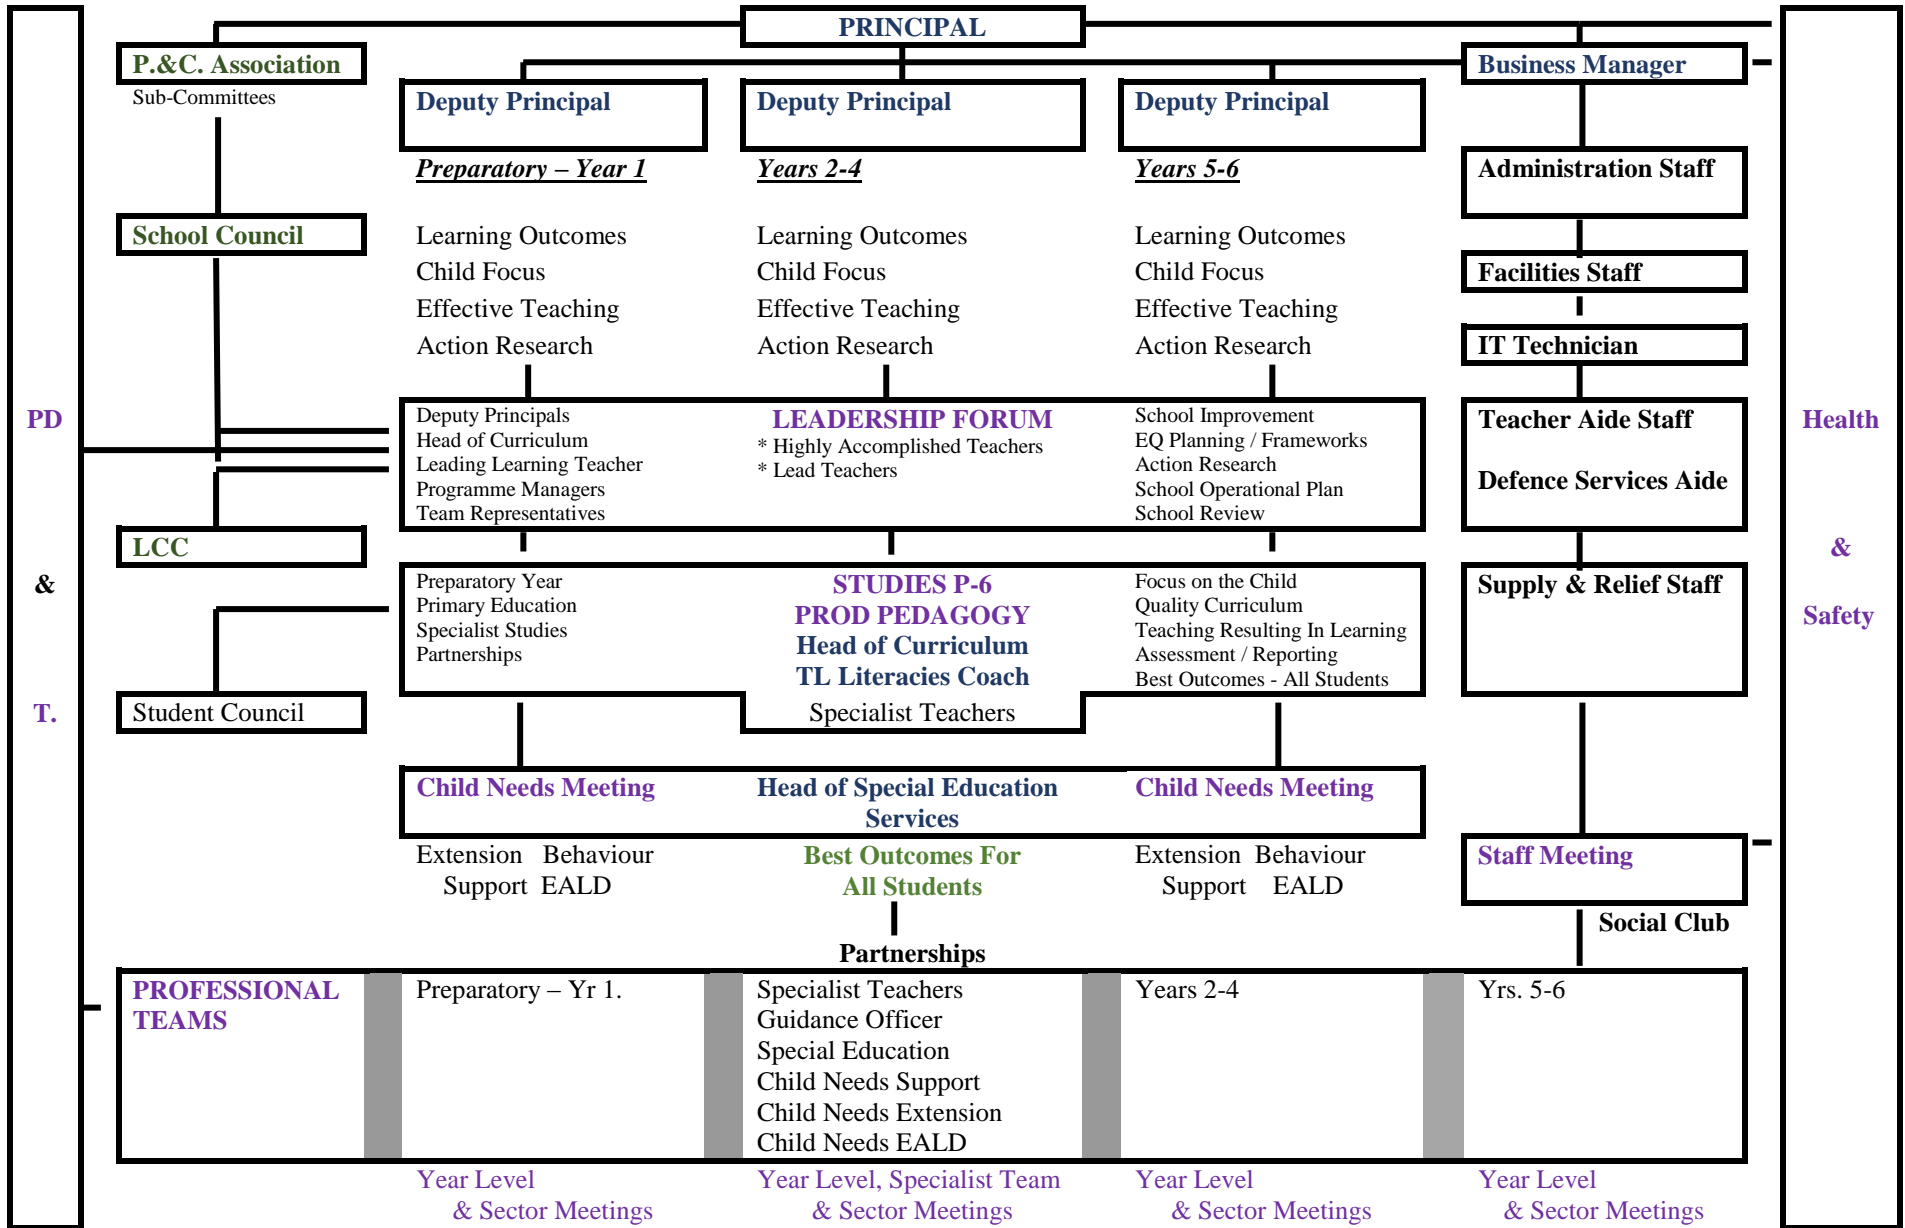 PRINCIPAL
P.&C. Association
Sub-Committees
Business Manager
Deputy Principal
Preparatory – Year 1
Learning Outcomes
Child Focus
Effective Teaching
Action Research
Deputy Principal
Years 2-4
Learning Outcomes
Child Focus
Effective Teaching
Action Research
Deputy Principal
Years 5-6
Learning Outcomes
Child Focus
Effective Teaching
Action Research
Administration Staff
School Council
Facilities Staff
IT Technician
PD
&
T.
Deputy Principals
Head of Curriculum
Leading Learning Teacher
Programme Managers
Team Representatives
LEADERSHIP FORUM
* Highly Accomplished Teachers
* Lead Teachers
School Improvement
EQ Planning / Frameworks
Action Research
School Operational Plan
School Review
Teacher Aide Staff
Defence Services Aide
Health
&
Safety
LCC
Preparatory Year
Primary Education
Specialist Studies
Partnerships
STUDIES P-6
PROD PEDAGOGY
Head of Curriculum
TL Literacies Coach
Specialist Teachers
Focus on the Child
Quality Curriculum
Teaching Resulting In Learning
Assessment / Reporting
Best Outcomes - All Students
Supply & Relief Staff
Student Council
Child Needs Meeting
Head of Special Education
Services
Child Needs Meeting
Extension Behaviour
Support EALD
Best Outcomes For
All Students
Extension Behaviour
Support EALD
Staff Meeting
Social Club
Partnerships
PROFESSIONAL
TEAMS
Preparatory – Yr 1.
Specialist Teachers
Guidance Officer
Special Education
Child Needs Support
Child Needs Extension
Child Needs EALD
Years 2-4
Yrs. 5-6
Year Level
& Sector Meetings
Year Level, Specialist Team
& Sector Meetings
Year Level
& Sector Meetings
Year Level
& Sector Meetings